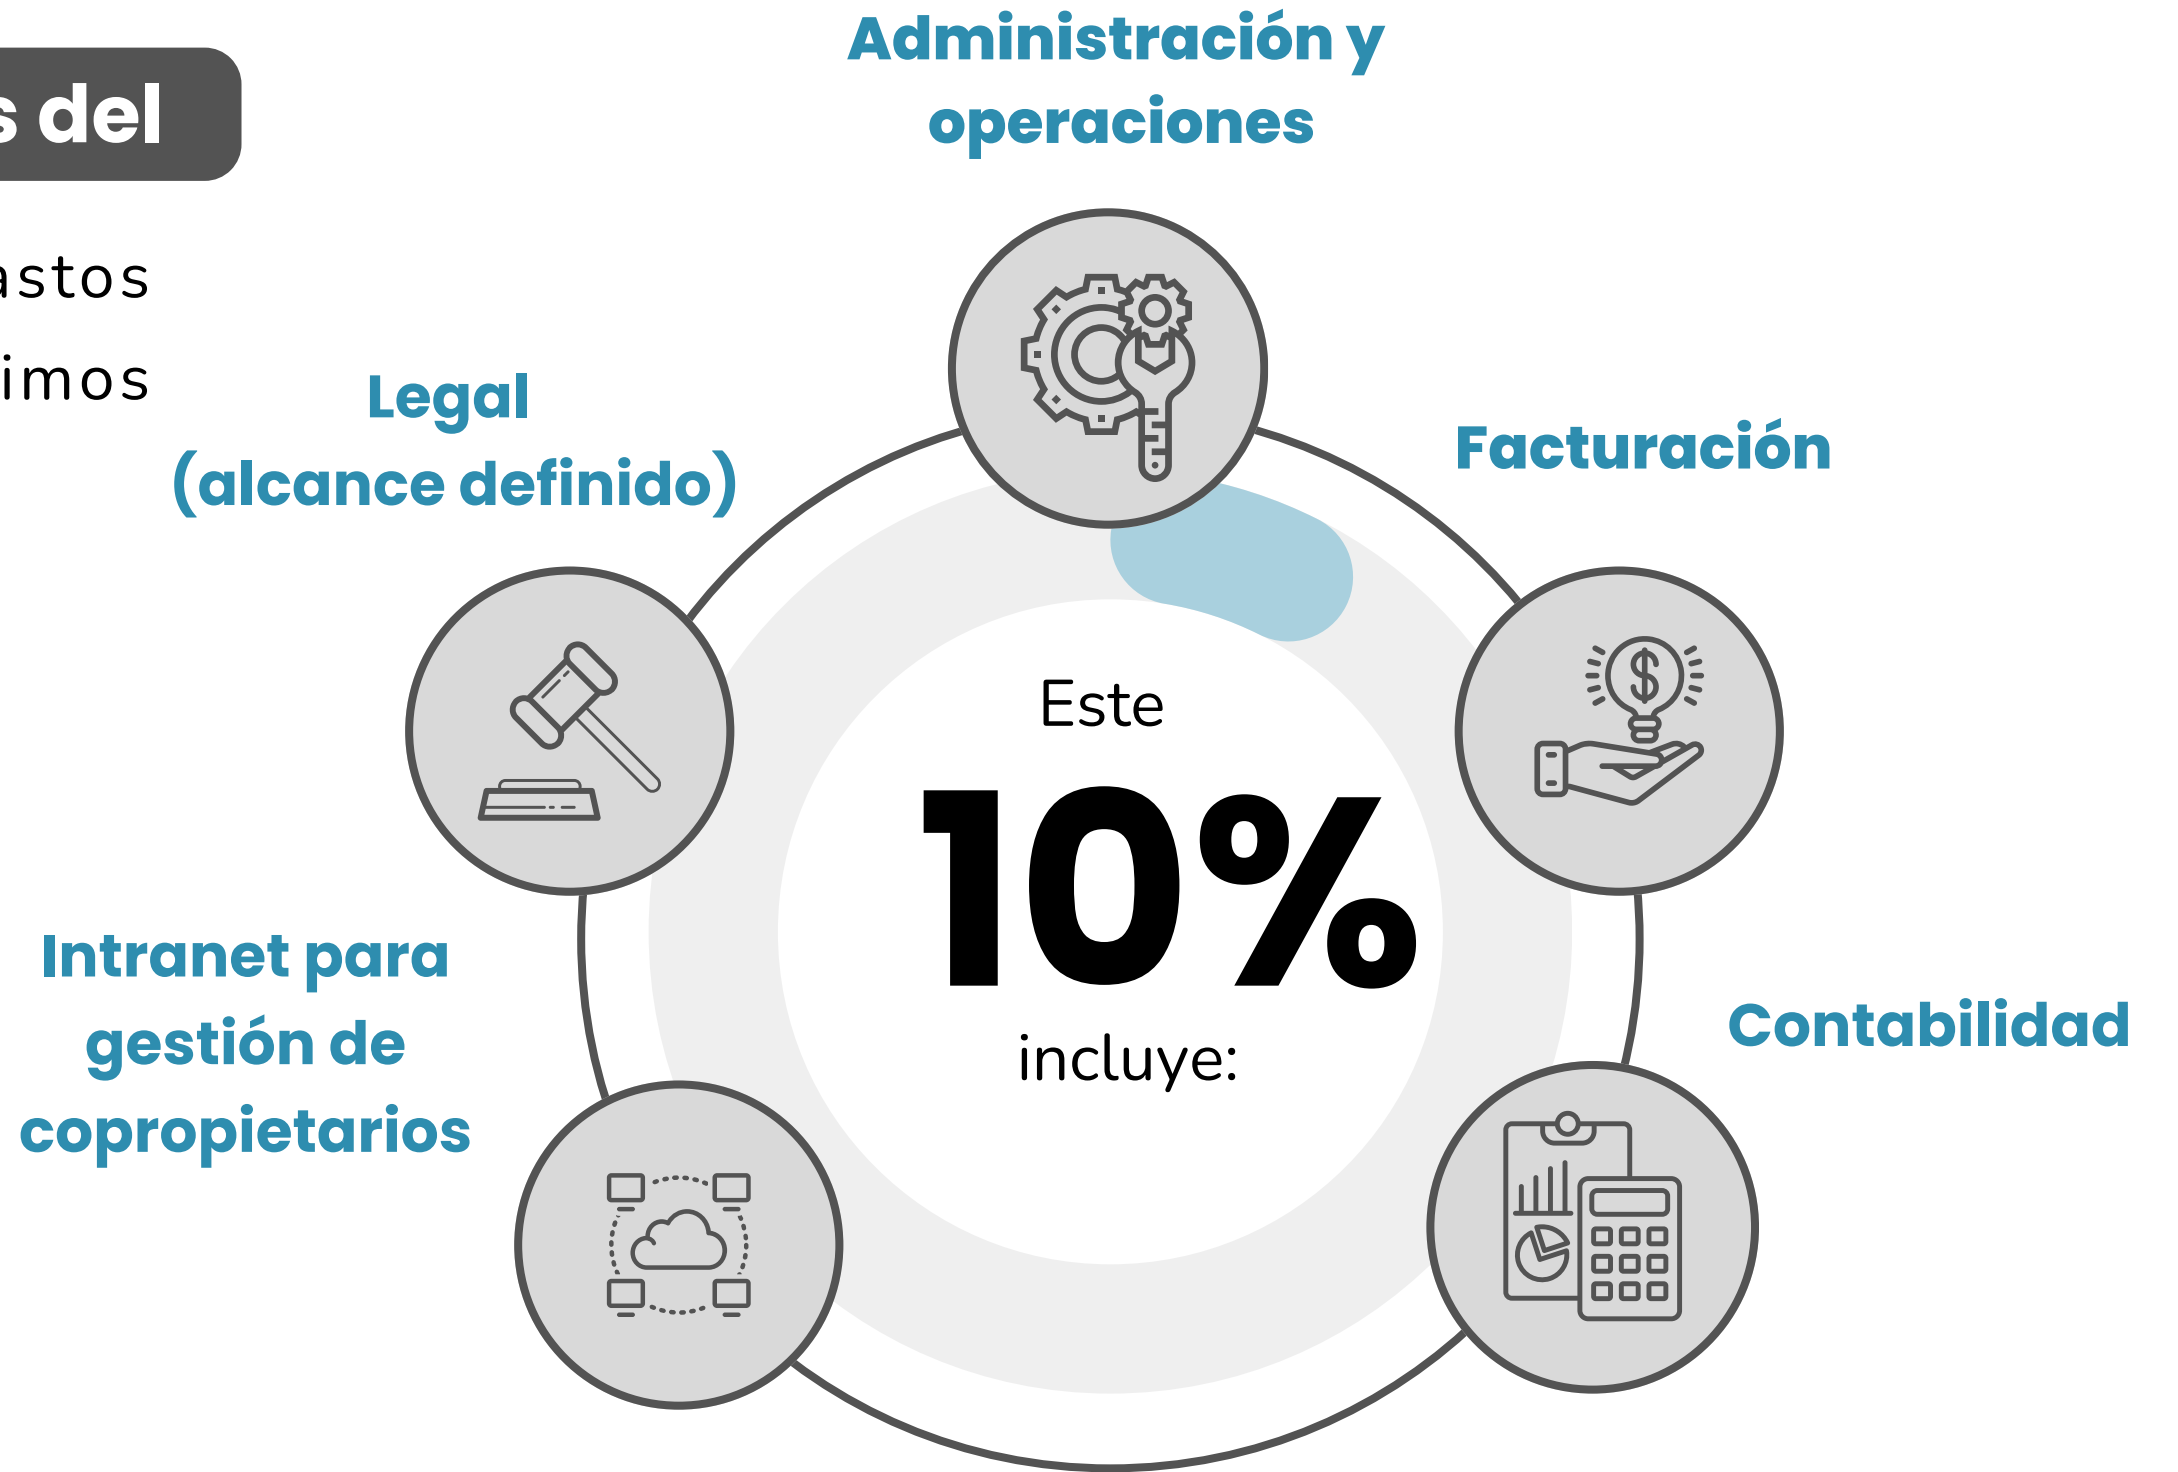 s del
astos
imos
Administración y
operaciones
Legal
(alcance definido)
Facturación
Intranet para
gestión de
copropietarios
Contabilidad
Este
10%
incluye:
$